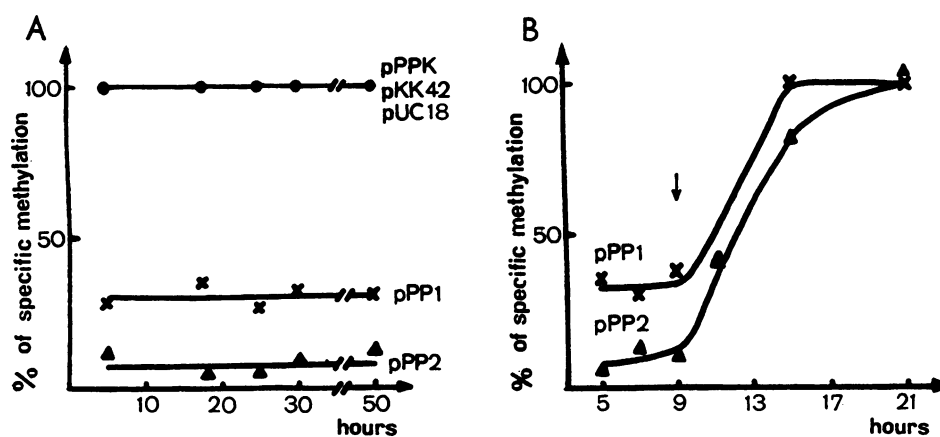 A
% of specific methylation
100
50
pPPK
pKK42
pUC18
pPP1
pPP2
10 20 30 50
hours
B
% of specific methylation
100
50
pPP1
pPP2
5 9 13 17 21
hours